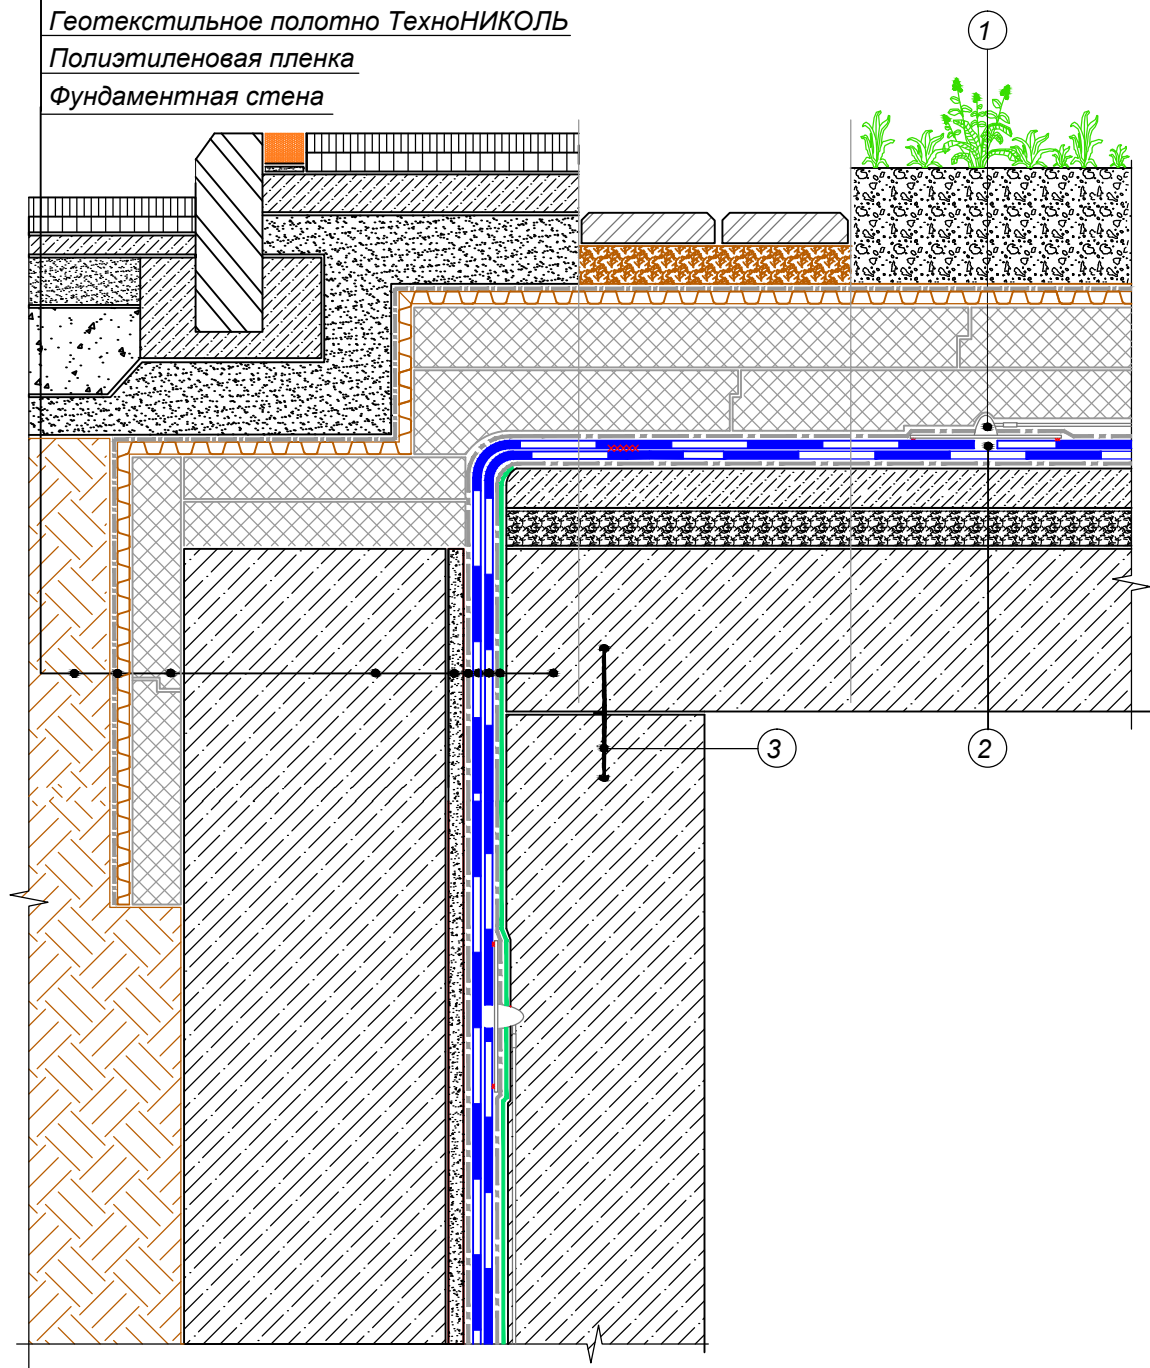 Геотекстильное полотно ТехноНИКОЛЬ
Полиэтиленовая пленка
Фундаментная стена
1
3
2